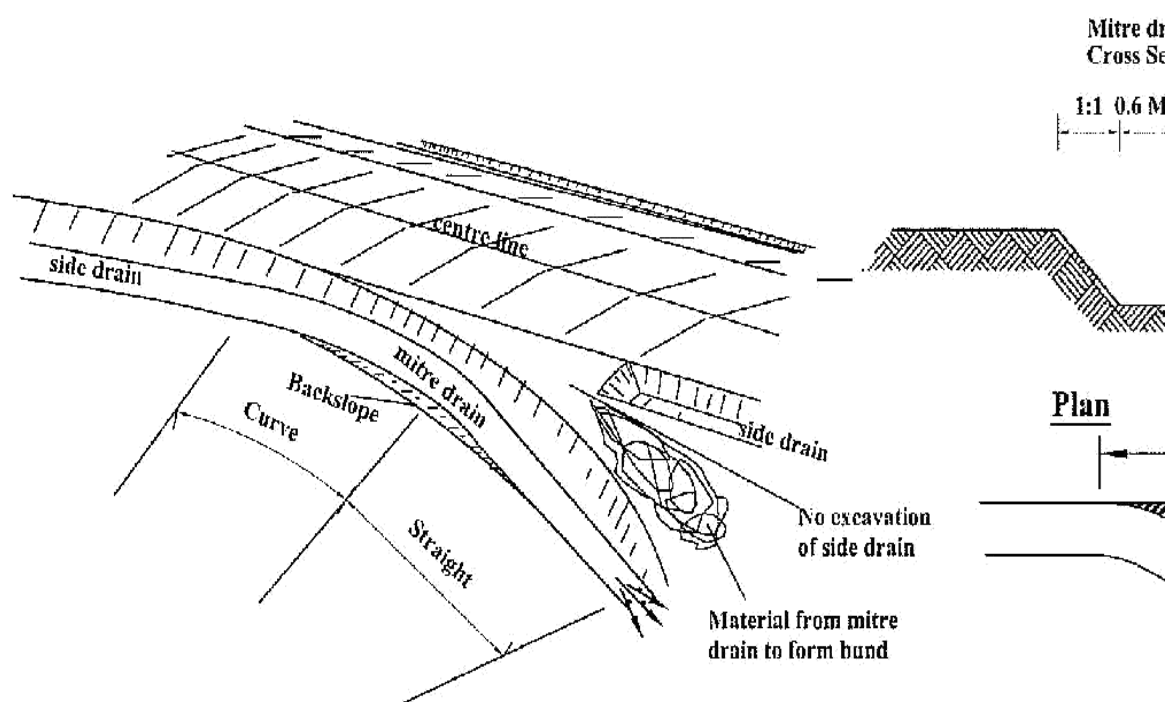 Mitre dr
Cross Se
1:1 0.6 M
centre line
side drain
mitre drain
Backslope
Curve
side drain
Plan
No excavation
of side drain
Straight
Material from mitre
drain to form bund